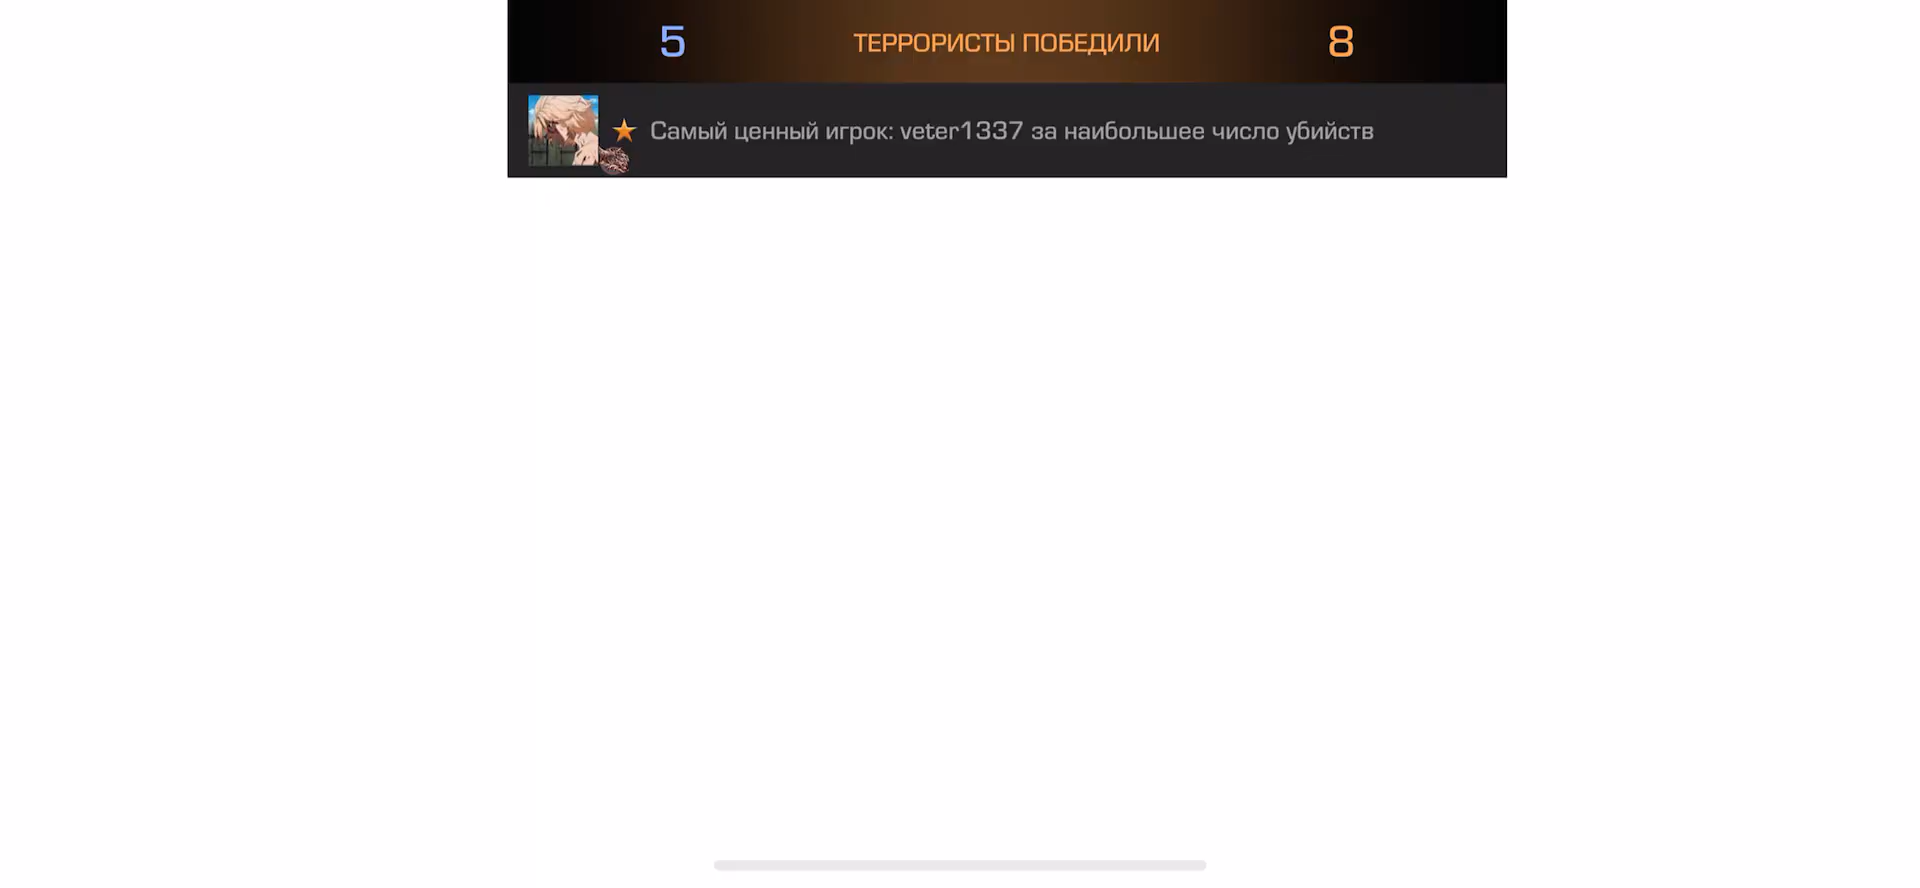 5 ТЕРРОРИСТЫ ПОБЕДИЛИ 8
Самый ценный игрок: veter1337 за наибольшее число убийств